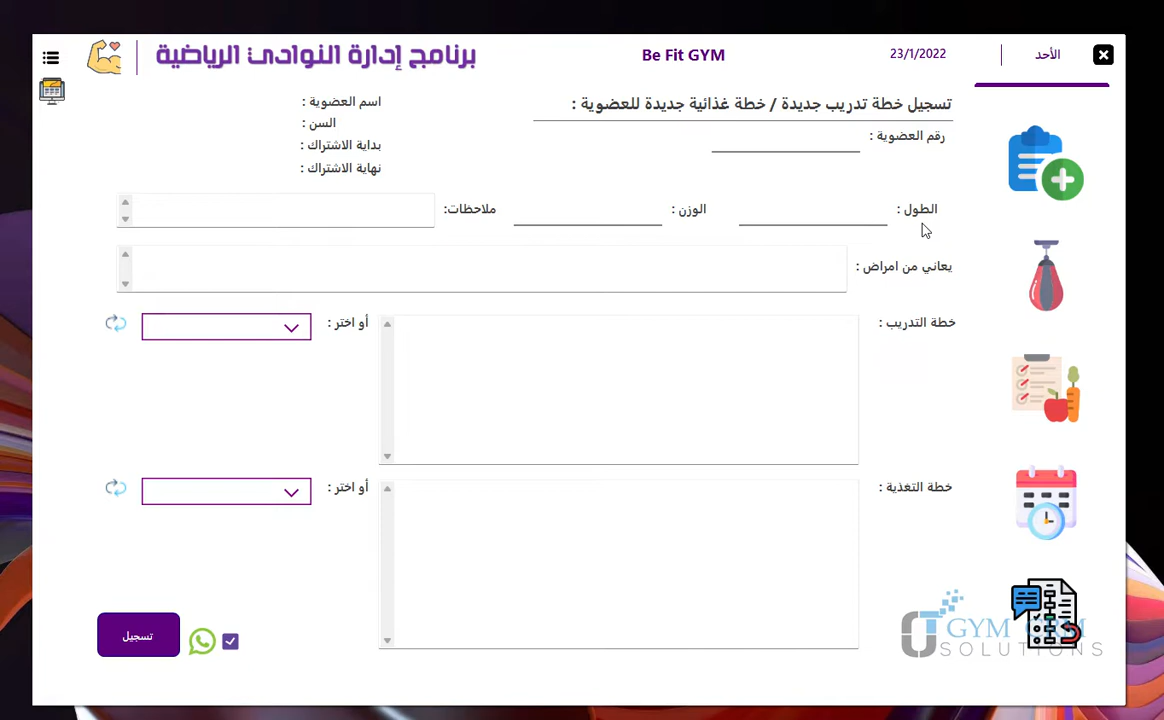 برنامج إدارة النوادى الرياضية
Be Fit GYM
23/1/2022
الأحد
تسجيل خطة تدريب جديدة / خطة غذائية جديدة للعضوية :
اسم العضوية :
السن :
رقم العضوية :
بداية الاشتراك :
نهاية الاشتراك :
الطول :
الوزن :
ملاحظات:
يعاني من امراض :
خطة التدريب :
أو اختر :
خطة التغذية :
أو اختر :
تسجيل
GYM CRM
SOLUTIONS